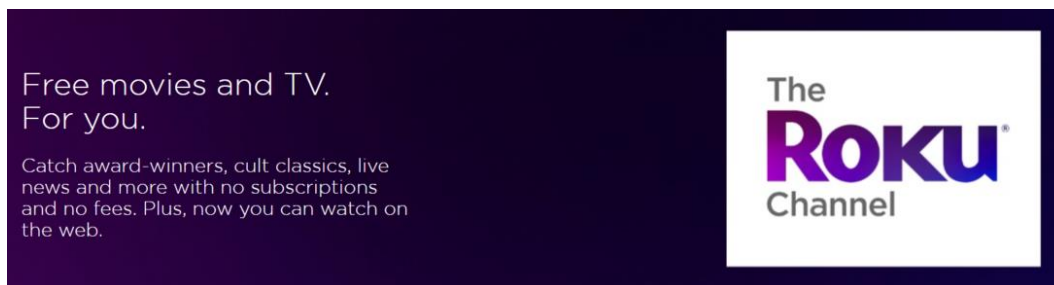 Free movies and TV.
For you.
Catch award-winners, cult classics, live
news and more with no subscriptions
and no fees. Plus, now you can watch on
the web.
The
ROKU®
Channel